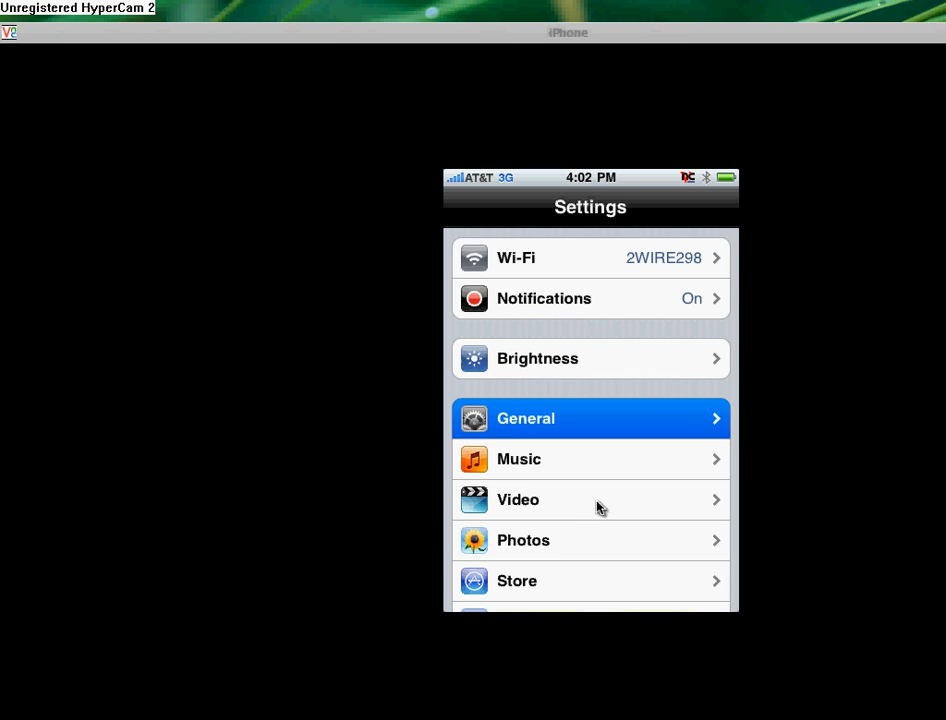 Unregistered HyperCam 2
iPhone
AT&T 3G 4:02 PM
Settings
Wi-Fi 2WIRE298
Notifications On
Brightness
General
Music
Video
Photos
Store